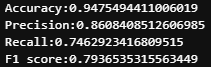 Accuracy:0.9475494411006019
Precision:0.8608408512606985
Recall:0.7462923416809515
F1 score:0.7936535315563449